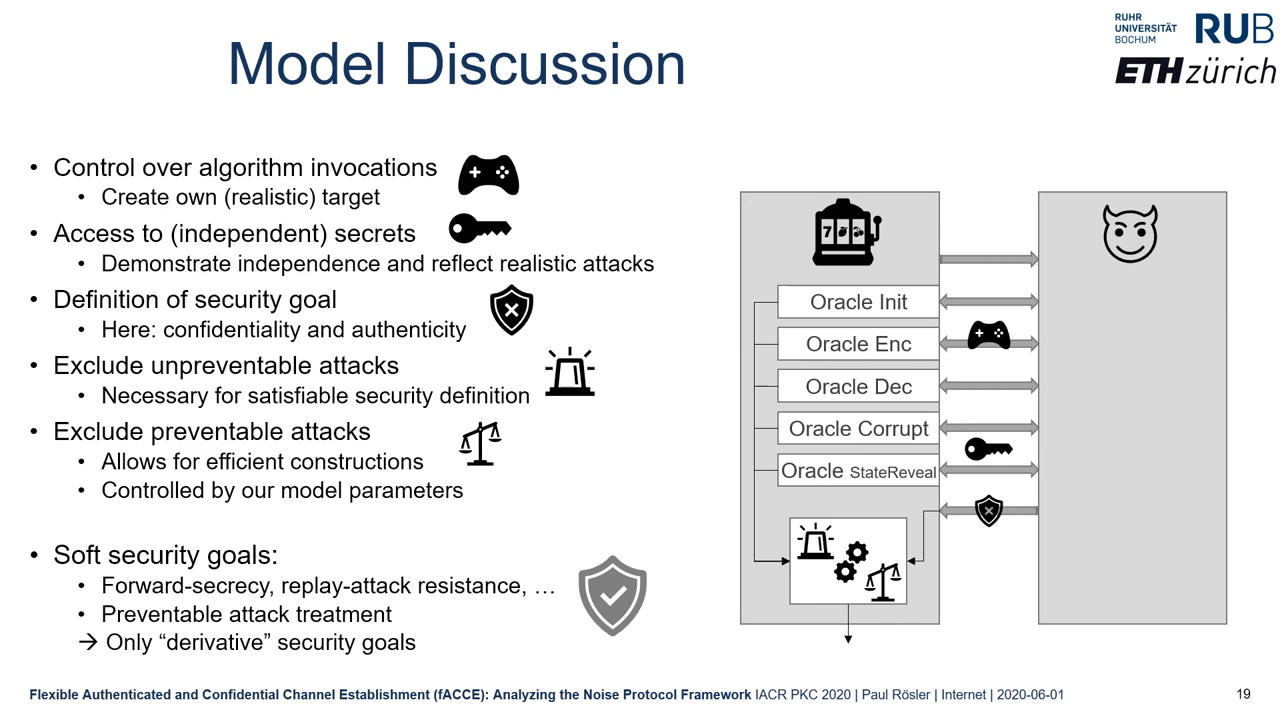 Model Discussion
RUHR
UNIVERSITÄT
BOCHUM
RUB
ETH zürich
• Control over algorithm invocations
• Create own (realistic) target
• Access to (independent) secrets
• Demonstrate independence and reflect realistic attacks
• Definition of security goal
• Here: confidentiality and authenticity
• Exclude unpreventable attacks
• Necessary for satisfiable security definition
• Exclude preventable attacks
• Allows for efficient constructions
• Controlled by our model parameters
• Soft security goals:
• Forward-secrecy, replay-attack resistance, …
• Preventable attack treatment
→ Only “derivative” security goals
7
Oracle Init
Oracle Enc
Oracle Dec
Oracle Corrupt
Oracle StateReveal
Flexible Authenticated and Confidential Channel Establishment (fACCE): Analyzing the Noise Protocol Framework IACR PKC 2020 | Paul Rösler | Internet | 2020-06-01
19